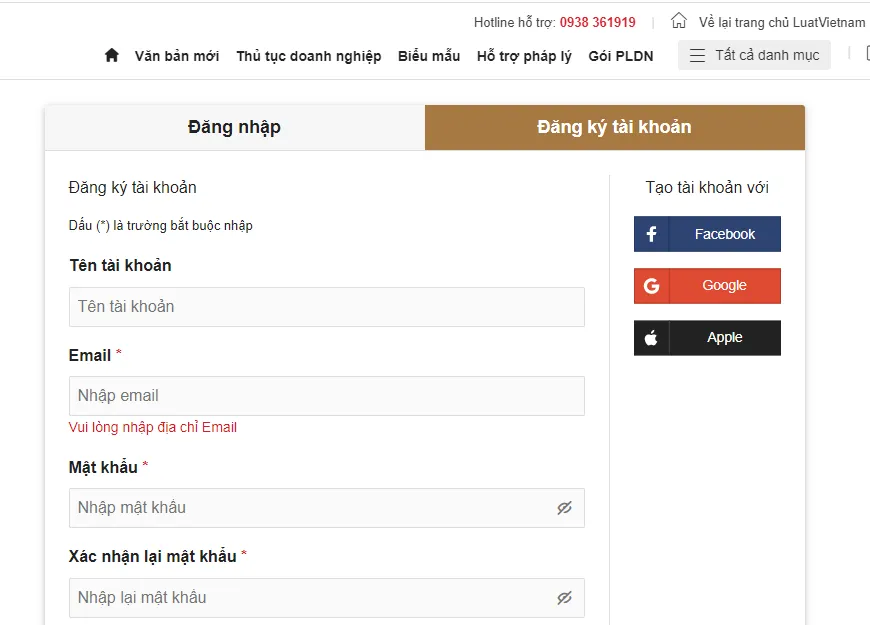 Hotline hỗ trợ: 0938 361919 | Về lại trang chủ LuatVietnam
Văn bản mới Thủ tục doanh nghiệp Biểu mẫu Hỗ trợ pháp lý Gói PLDN Tất cả danh mục
Đăng nhập
Đăng ký tài khoản
Đăng ký tài khoản
Dấu (*) là trường bắt buộc nhập
Tên tài khoản
Tên tài khoản
Email *
Nhập email
Vui lòng nhập địa chỉ Email
Mật khẩu *
Nhập mật khẩu
Xác nhận lại mật khẩu *
Nhập lại mật khẩu
Tạo tài khoản với
Facebook
Google
Apple